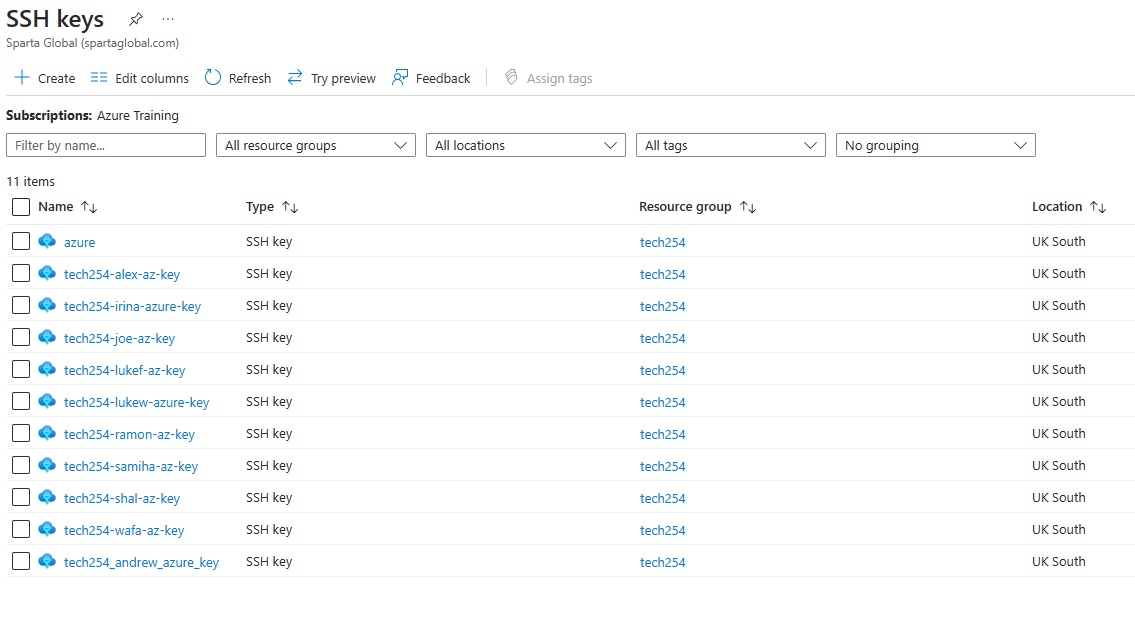 SSH keys
Sparta Global (spartaglobal.com)
Create Edit columns Refresh Try preview Feedback Assign tags
Subscriptions: Azure Training
Filter by name... All resource groups All locations All tags No grouping
11 items
Name Type Resource group Location
azure SSH key tech254 UK South
tech254-alex-az-key SSH key tech254 UK South
tech254-irina-azure-key SSH key tech254 UK South
tech254-joe-az-key SSH key tech254 UK South
tech254-lukef-az-key SSH key tech254 UK South
tech254-lukew-azure-key SSH key tech254 UK South
tech254-ramon-az-key SSH key tech254 UK South
tech254-samiha-az-key SSH key tech254 UK South
tech254-shal-az-key SSH key tech254 UK South
tech254-wafa-az-key SSH key tech254 UK South
tech254_andrew_azure_key SSH key tech254 UK South